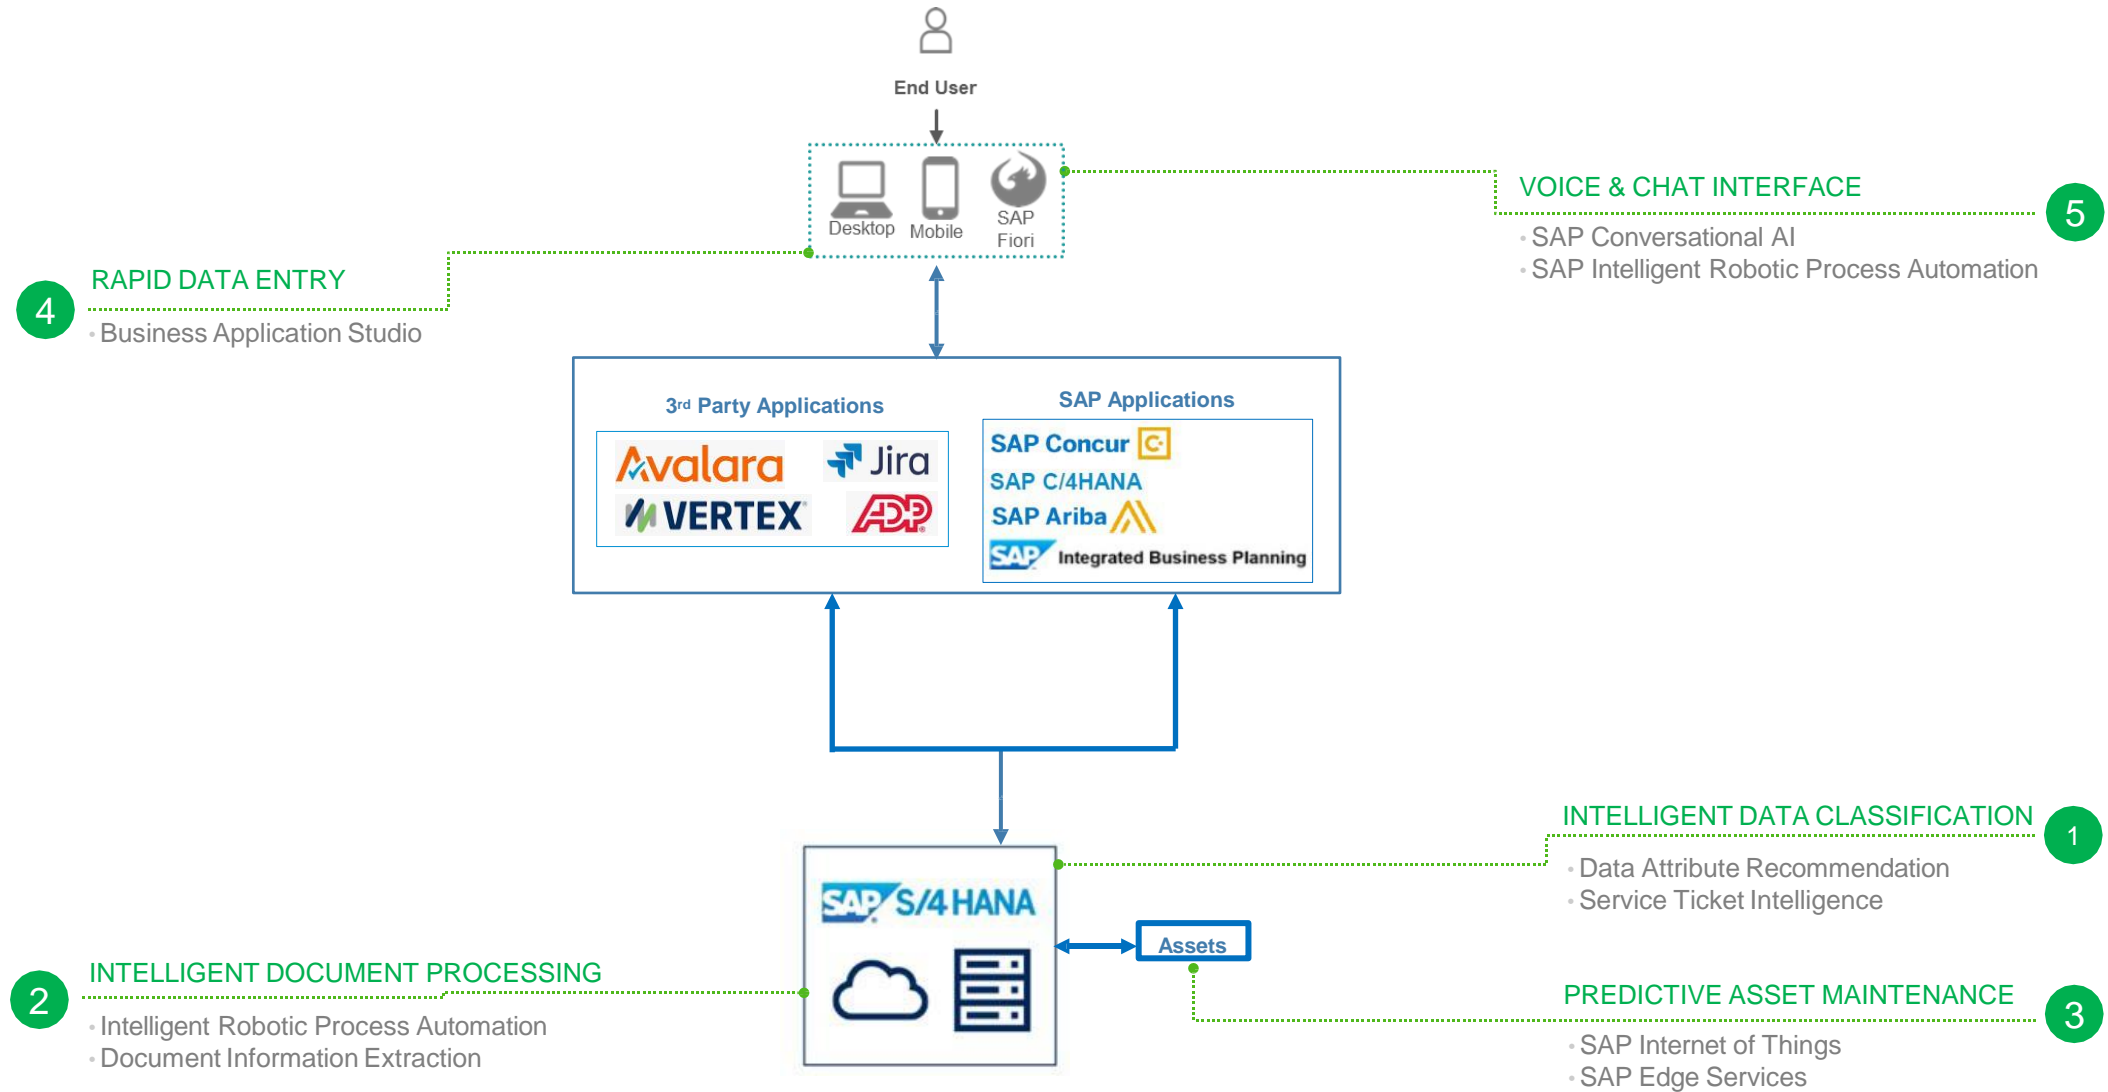 End User
Desktop
Mobile
SAP
Fiori
VOICE & CHAT INTERFACE
5
• SAP Conversational AI
• SAP Intelligent Robotic Process Automation
RAPID DATA ENTRY
4
• Business Application Studio
3rd Party Applications
SAP Applications
Avalara
Jira
VERTEX
ADP
SAP Concur C
SAP C/4HANA
SAP Ariba
SAP Integrated Business Planning
INTELLIGENT DATA CLASSIFICATION
1
• Data Attribute Recommendation
• Service Ticket Intelligence
SAP S/4HANA
Assets
INTELLIGENT DOCUMENT PROCESSING
2
• Intelligent Robotic Process Automation
• Document Information Extraction
PREDICTIVE ASSET MAINTENANCE
3
• SAP Internet of Things
• SAP Edge Services